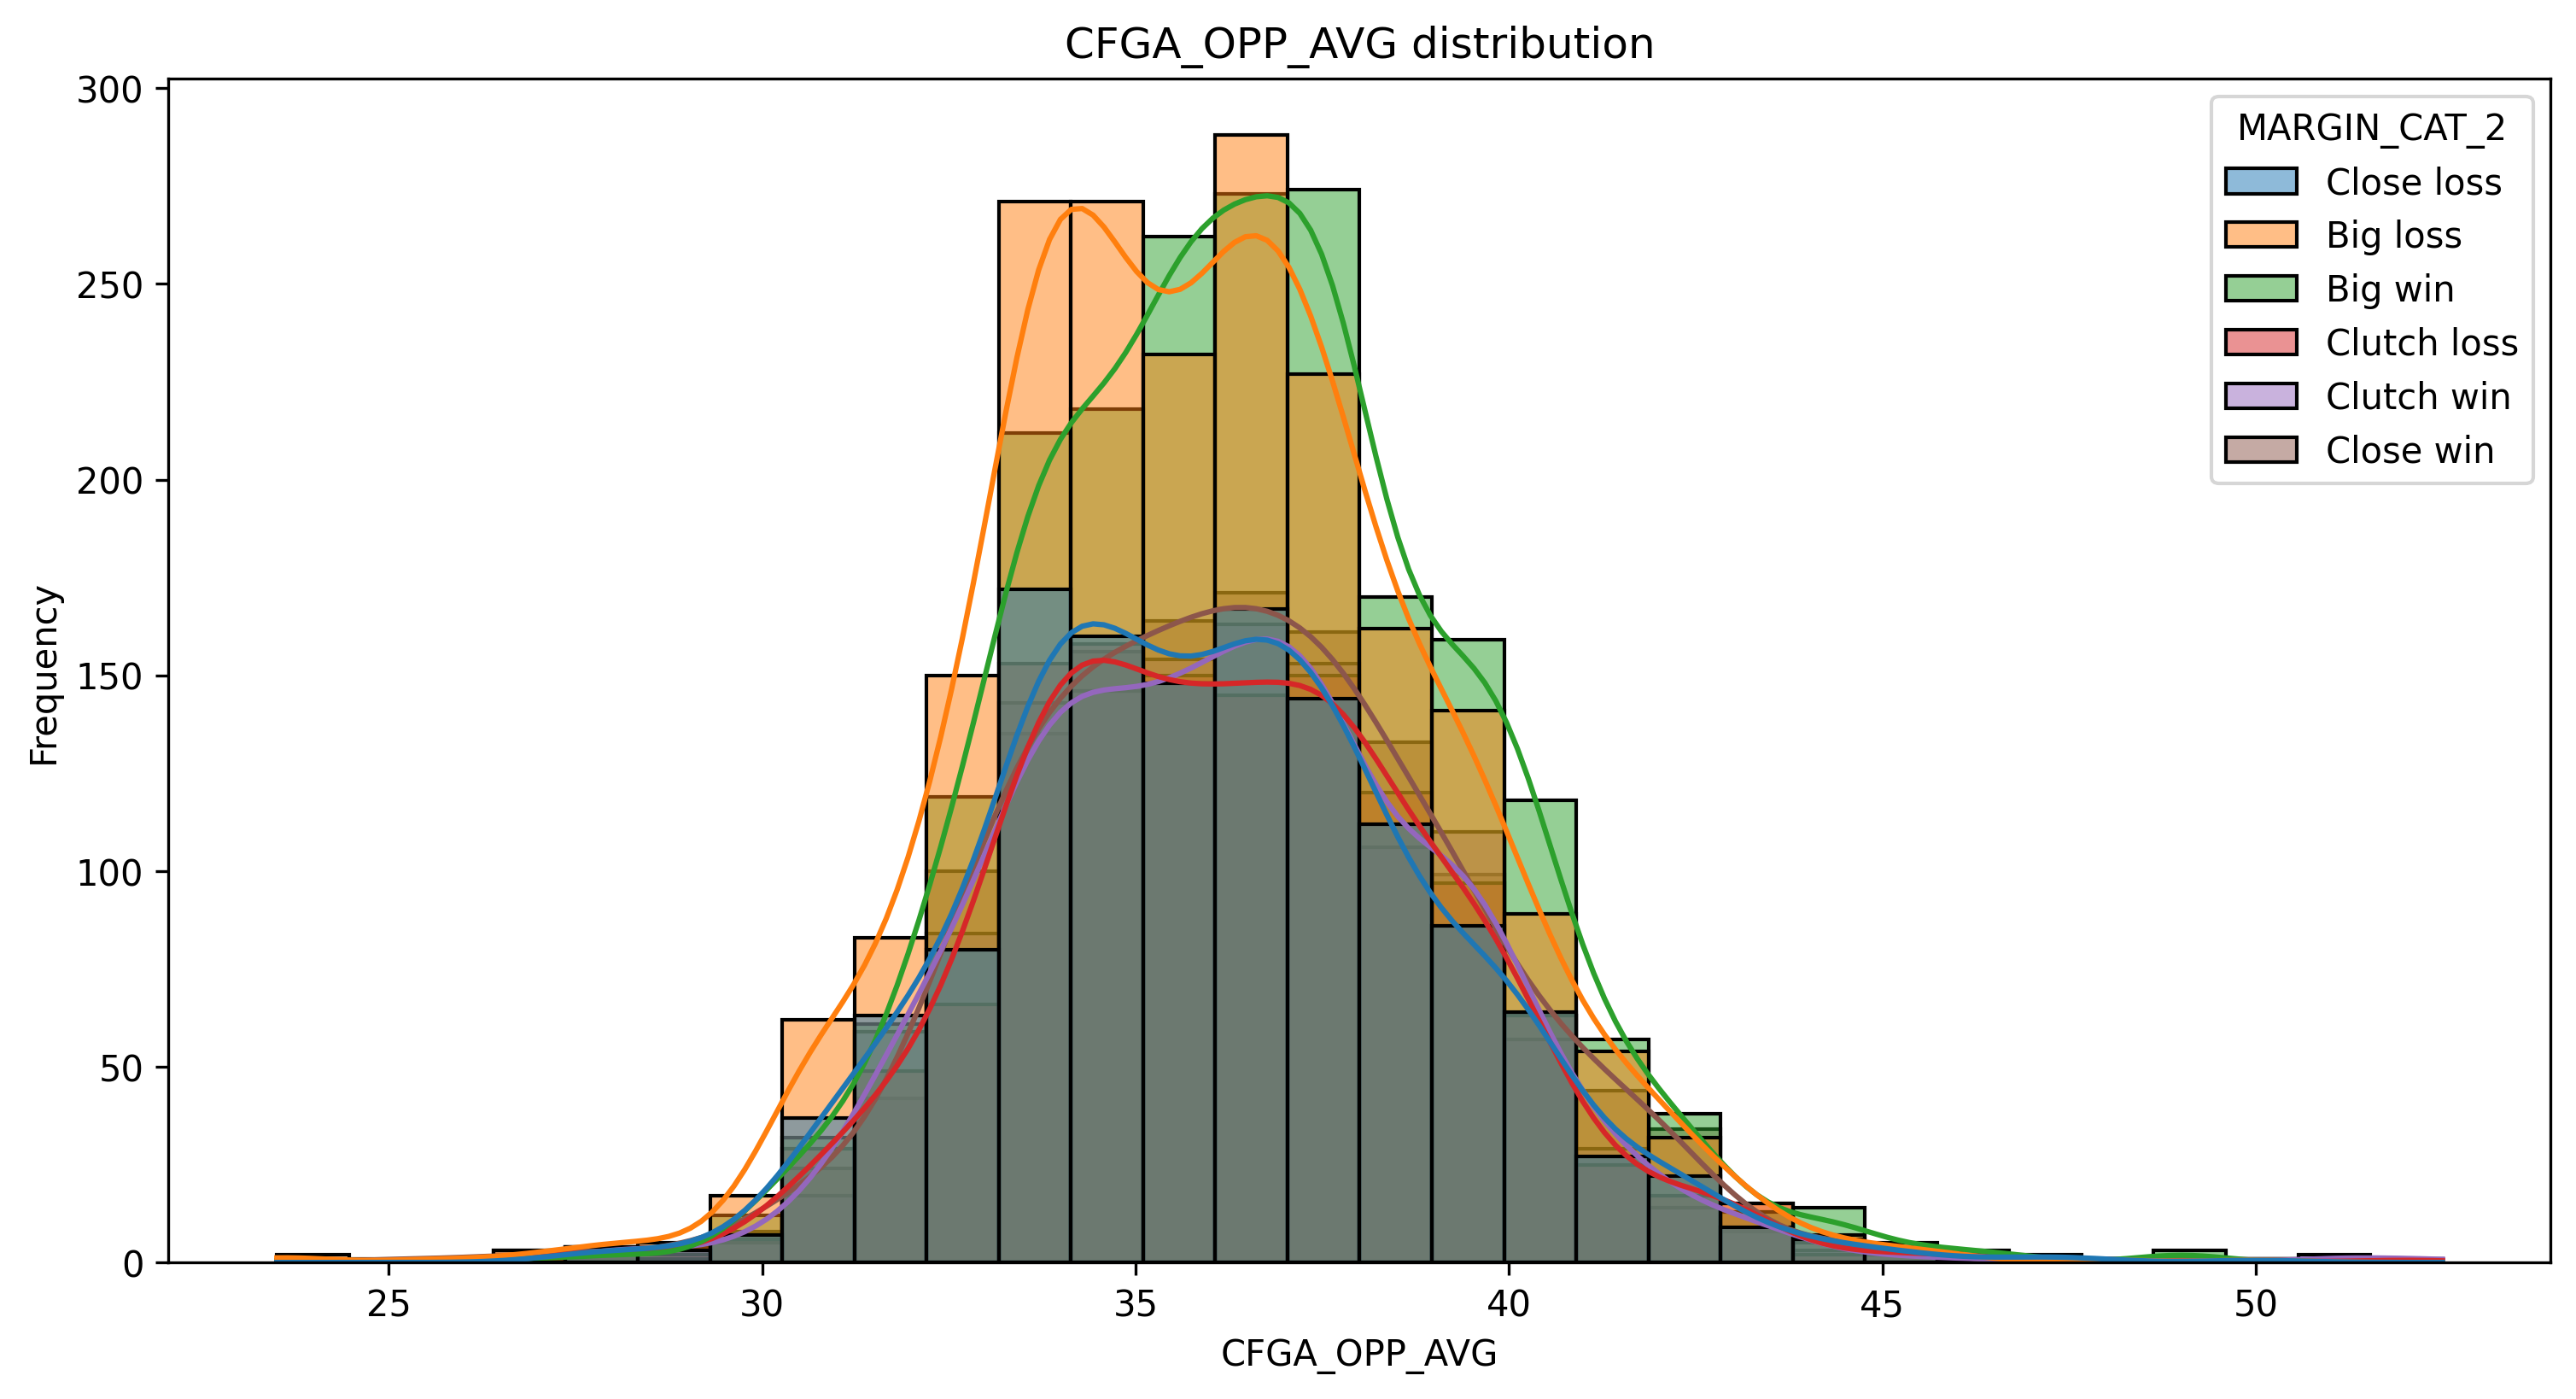 CFGA_OPP_AVG distribution
300
250
200
150
100
50
0
Frequency
25 30 35 40 45 50
CFGA_OPP_AVG
MARGIN_CAT_2
Close loss
Big loss
Big win
Clutch loss
Clutch win
Close win